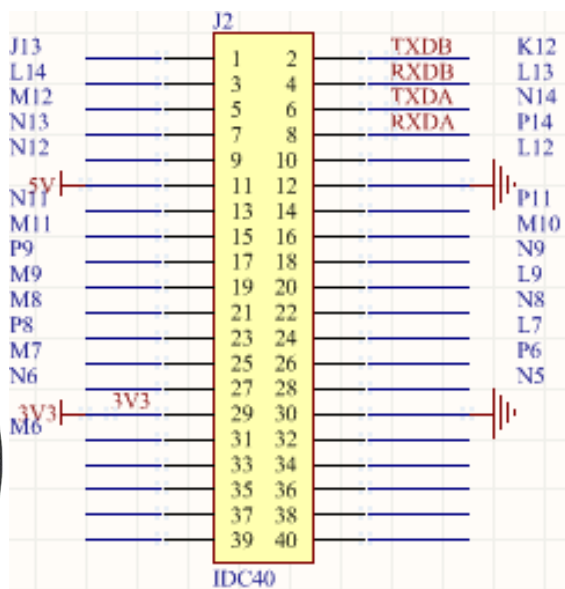 J2
J13 1 2 TXDB K12
L14 3 4 RXDB L13
M12 5 6 TXDA N14
N13 7 8 RXDA P14
N12 9 10 L12
5V 11 12
N11 13 14 P11
M11 15 16 M10
P9 17 18 N9
M9 19 20 L9
M8 21 22 N8
P8 23 24 L7
M7 25 26 P6
N6 27 28 N5
3V3 3V3 29 30
M6 31 32
33 34
35 36
37 38
39 40
IDC40